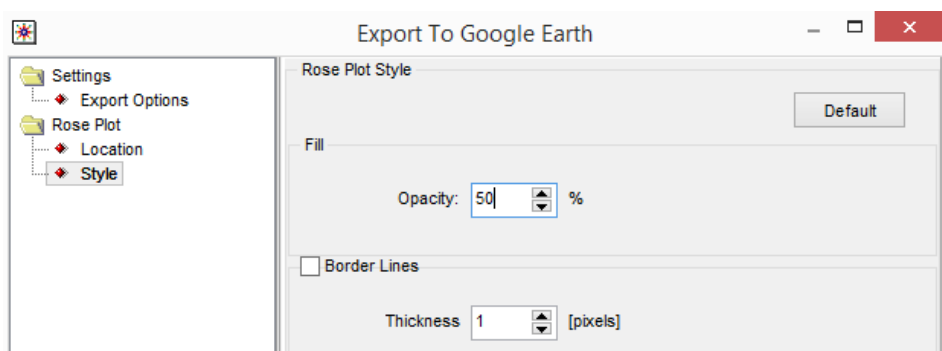 Export To Google Earth
Settings
Export Options
Rose Plot
Location
Style
Rose Plot Style
Default
Fill
Opacity: 50 %
Border Lines
Thickness 1 [pixels]